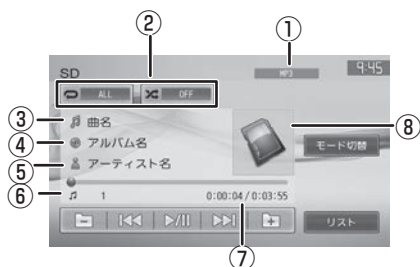 ② ①
SD MP3 9:45
ALL OFF
③ 曲名 ⑧
④ アルバム名 モード切替
⑤ アーティスト名
⑥ 1 0:00:04/0:03:55
リスト
⑦